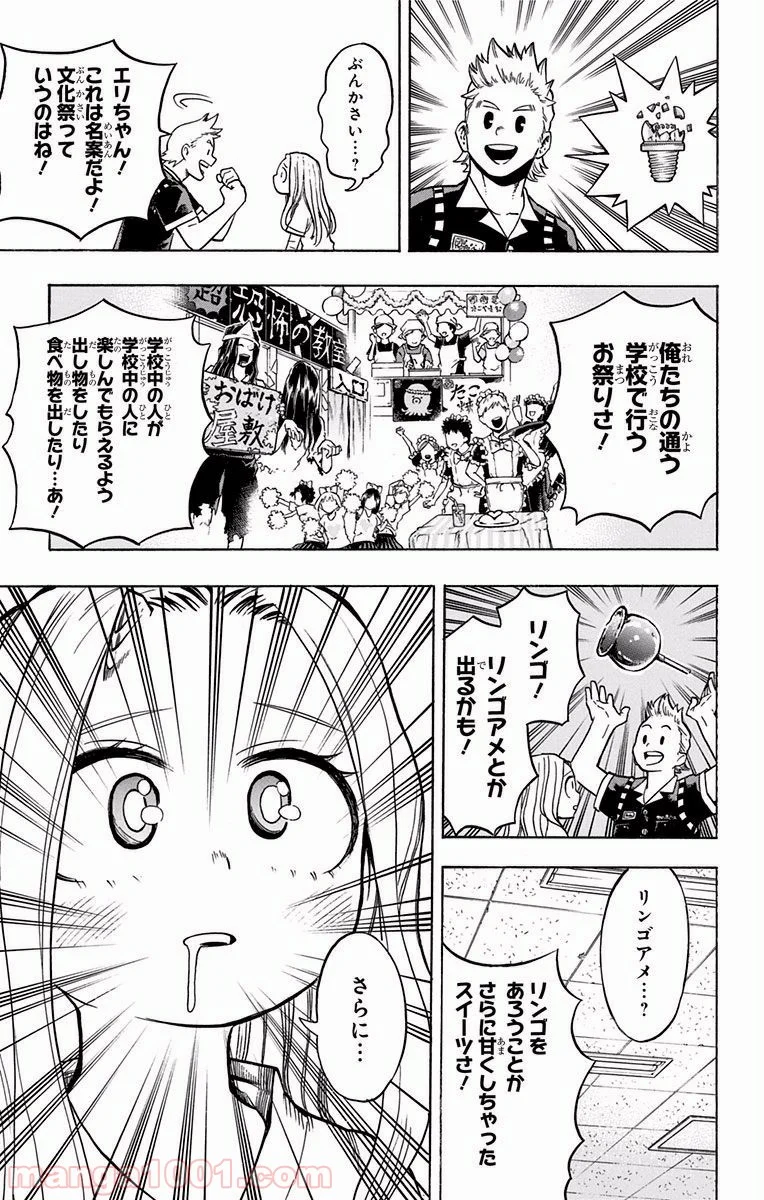 ぶんかさい…?
エリちゃん!
これは名案だよ!
文化祭って
いうのはね!
俺たちの通う
学校で行う
お祭りさ!
超
恐怖の教室
入口
おばけ
屋敷
たこ
学校中の人が
学校中の人に
楽しんでもらえるよう
出し物をしたり
食べ物を出したり…あ!
リンゴ!
リンゴアメとか
出るかも!
リンゴアメ…?
リンゴを
あろうことか
さらに甘くしちゃった
スイーツさ!
さらに…
manga1001.com